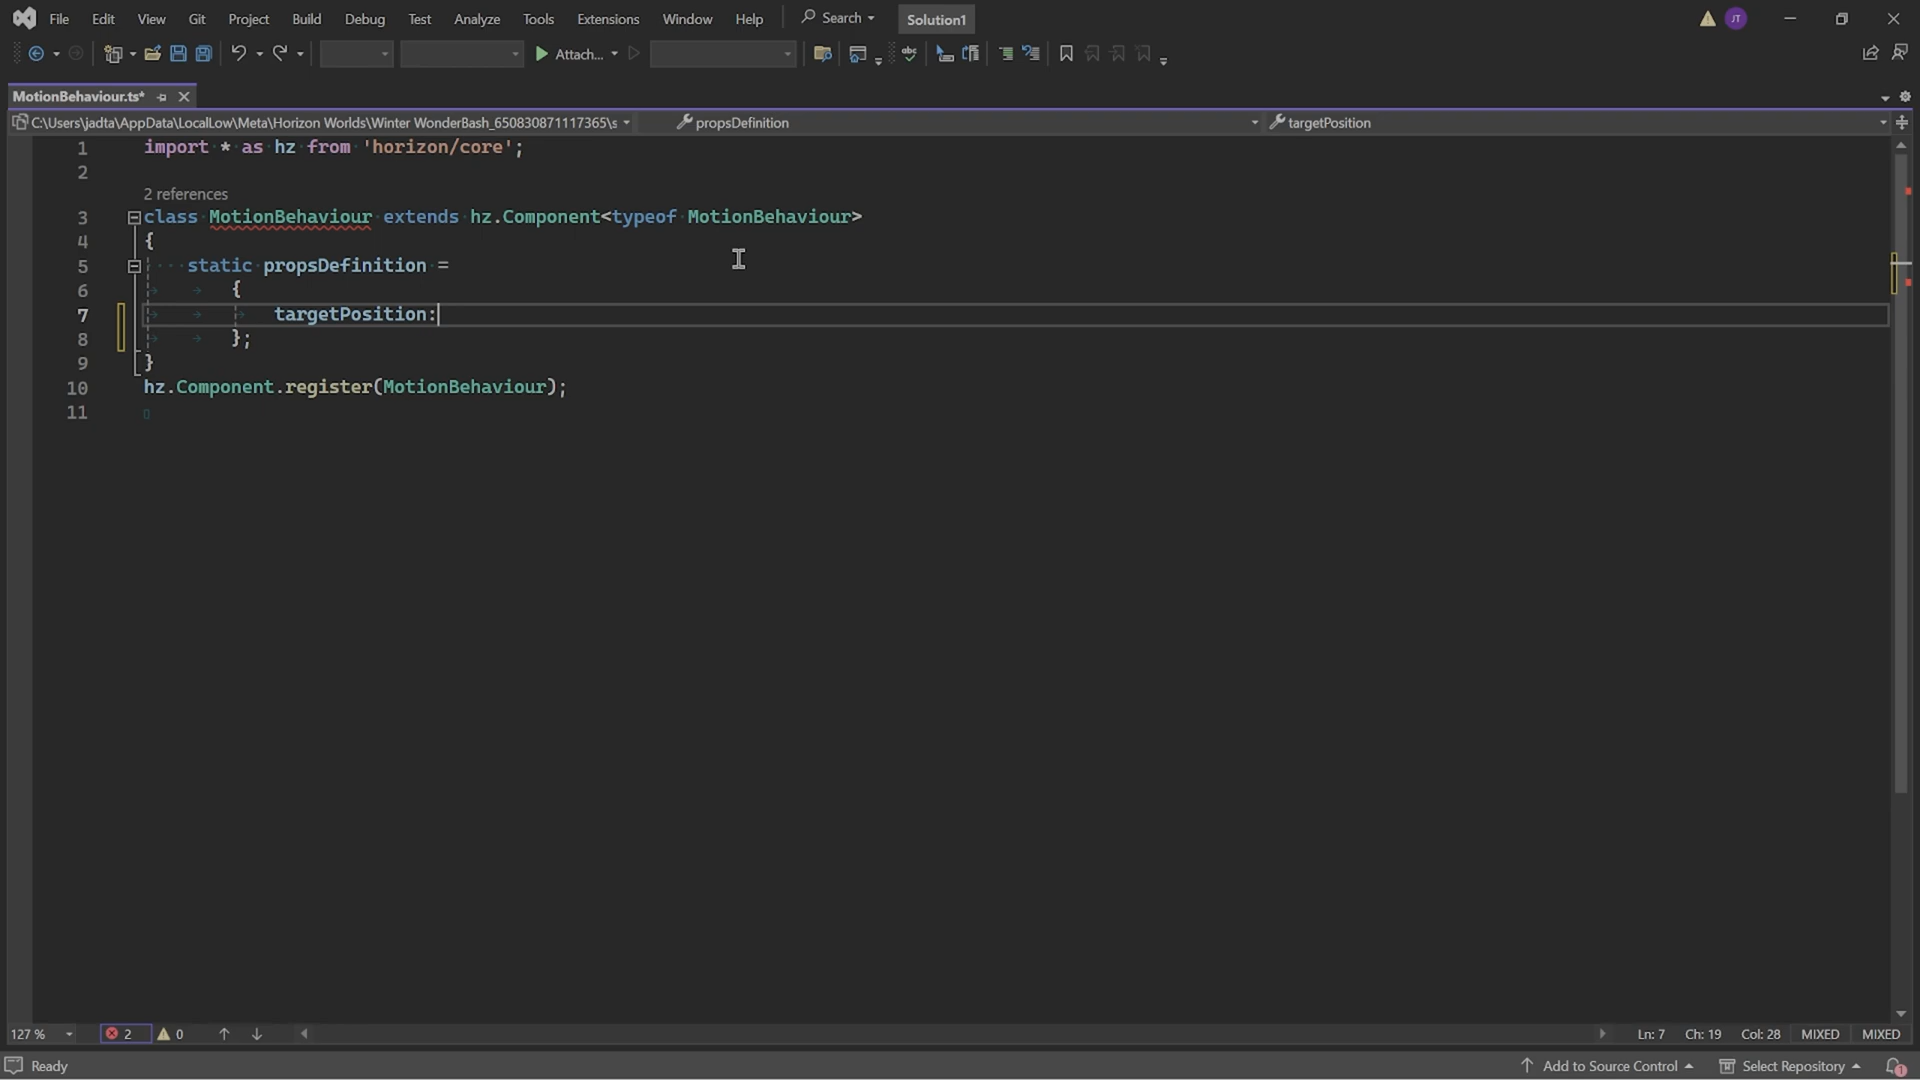 File Edit View Git Project Build Debug Test Analyze Tools Extensions Window Help Search Solution1 JT
Attach...
MotionBehaviour.ts*
C:\Users\jadta\AppData\LocalLow\Meta\Horizon Worlds\Winter WonderBash_650830871117365\s propsDefinition targetPosition
1 import * as hz from 'horizon/core';
2
2 references
3 class MotionBehaviour extends hz.Component<typeof MotionBehaviour>
4 {
5 static propsDefinition =
6 {
7 targetPosition:
8 };
9 }
10 hz.Component.register(MotionBehaviour);
11
127 % 2 0 Ln: 7 Ch: 19 Col: 28 MIXED MIXED
Ready Add to Source Control Select Repository 1